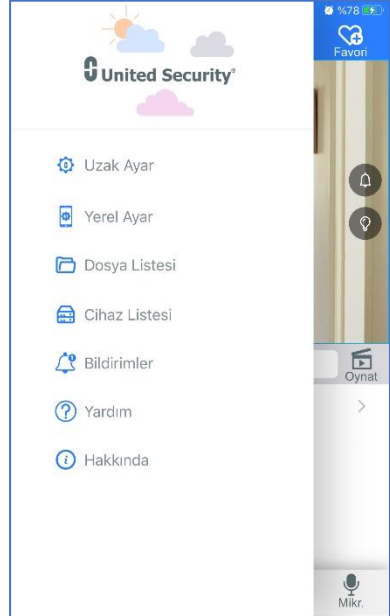 %78
Favori
United Security®
Uzak Ayar
Yerel Ayar
Dosya Listesi
Cihaz Listesi
Bildirimler
Yardım
Hakkında
Oynat
Mikr.